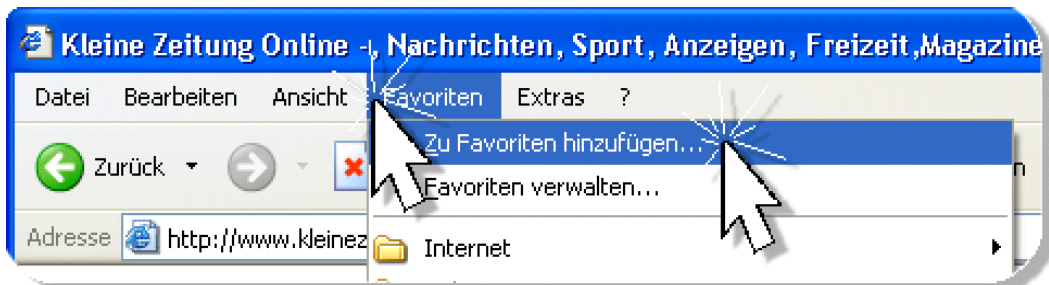 Kleine Zeitung Online -, Nachrichten, Sport, Anzeigen, Freizeit,Magazine
Datei Bearbeiten Ansicht Favoriten Extras ?
Zu Favoriten hinzufügen...
Zurück
Favoriten verwalten...
Adresse http://www.kleinez
Internet